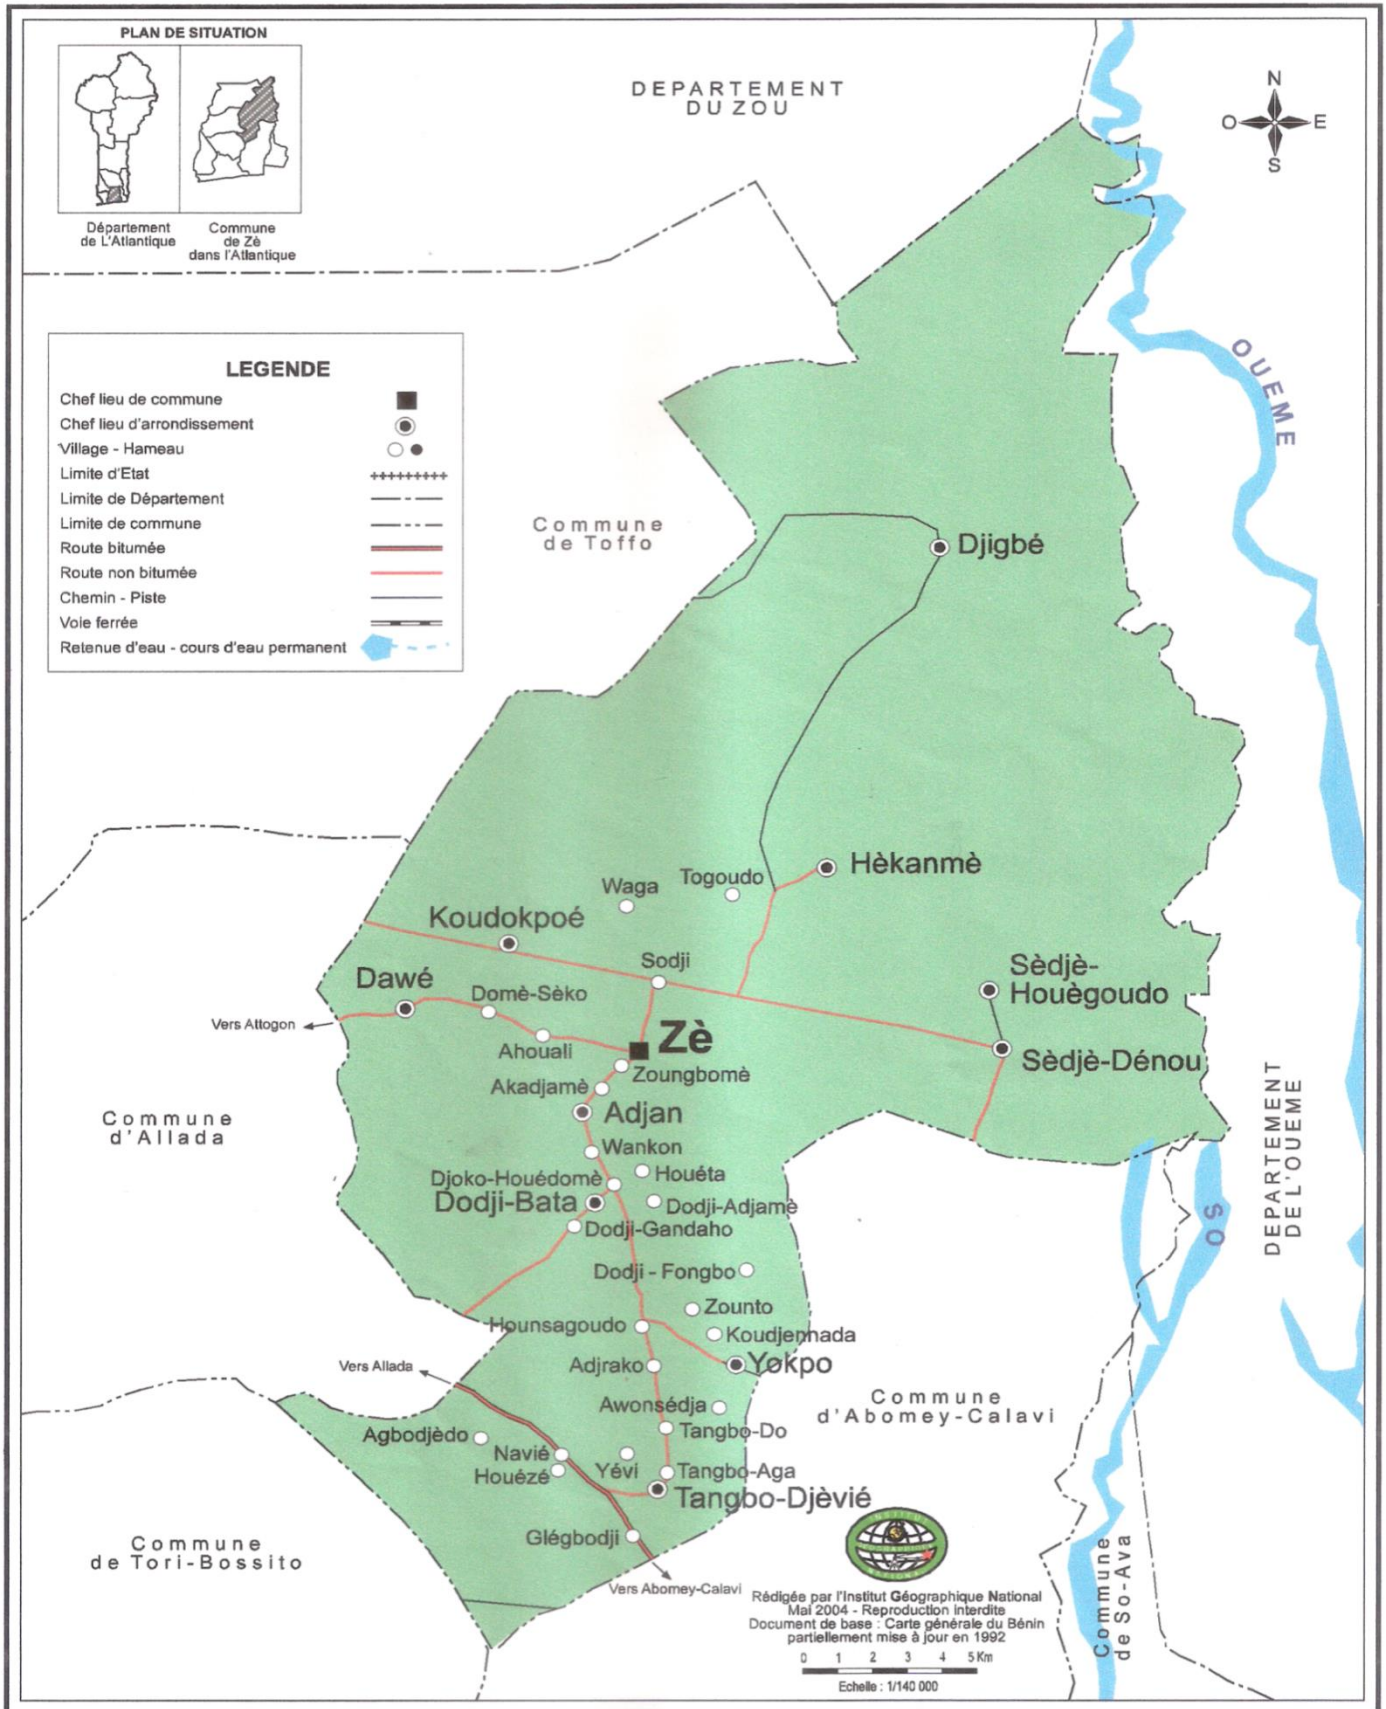 PLAN DE SITUATION
Département
de L'Atlantique
Commune
de Zè
dans l'Atlantique
DEPARTEMENT
DU ZOU
N
O
E
S
LEGENDE
Chef lieu de commune
Chef lieu d'arrondissement
Village - Hameau
Limite d'Etat
Limite de Département
Limite de commune
Route bitumée
Route non bitumée
Chemin - Piste
Voie ferrée
Retenue d'eau - cours d'eau permanent
OUEME
Commune
de Toffo
Djigbé
Hèkanmè
Togoudo
Waga
Koudokpoé
Sodji
Sèdjè-
Houègoudo
Dawé
Domè-Sèko
Vers Attogon
Zè
Ahouali
Sèdjè-Dénou
Zoungbomè
Akadjamè
Adjan
Commune
d'Allada
Wankon
Houéta
Djoko-Houédomè
Dodji-Bata
Dodji-Adjamè
Dodji-Gandaho
DEPARTEMENT
DE L'OUEME
SO
Dodji - Fongbo
Zounto
Hounsagoudo
Koudjennada
Yokpo
Adjrako
Vers Allada
Commune
d'Abomey-Calavi
Awonsédja
Tangbo-Do
Agbodjèdo
Navié
Houézé
Yévi
Tangbo-Aga
Tangbo-Djèvié
Glégbodji
Commune
de Tori-Bossito
Vers Abomey-Calavi
Commune
de So-Ava
INSTITUT
GEOGRAPHIQUE
NATIONAL
Rédigée par l'Institut Géographique National
Mai 2004 - Reproduction interdite
Document de base : Carte générale du Bénin
partiellement mise à jour en 1992
0 1 2 3 4 5 Km
Echelle : 1/140 000